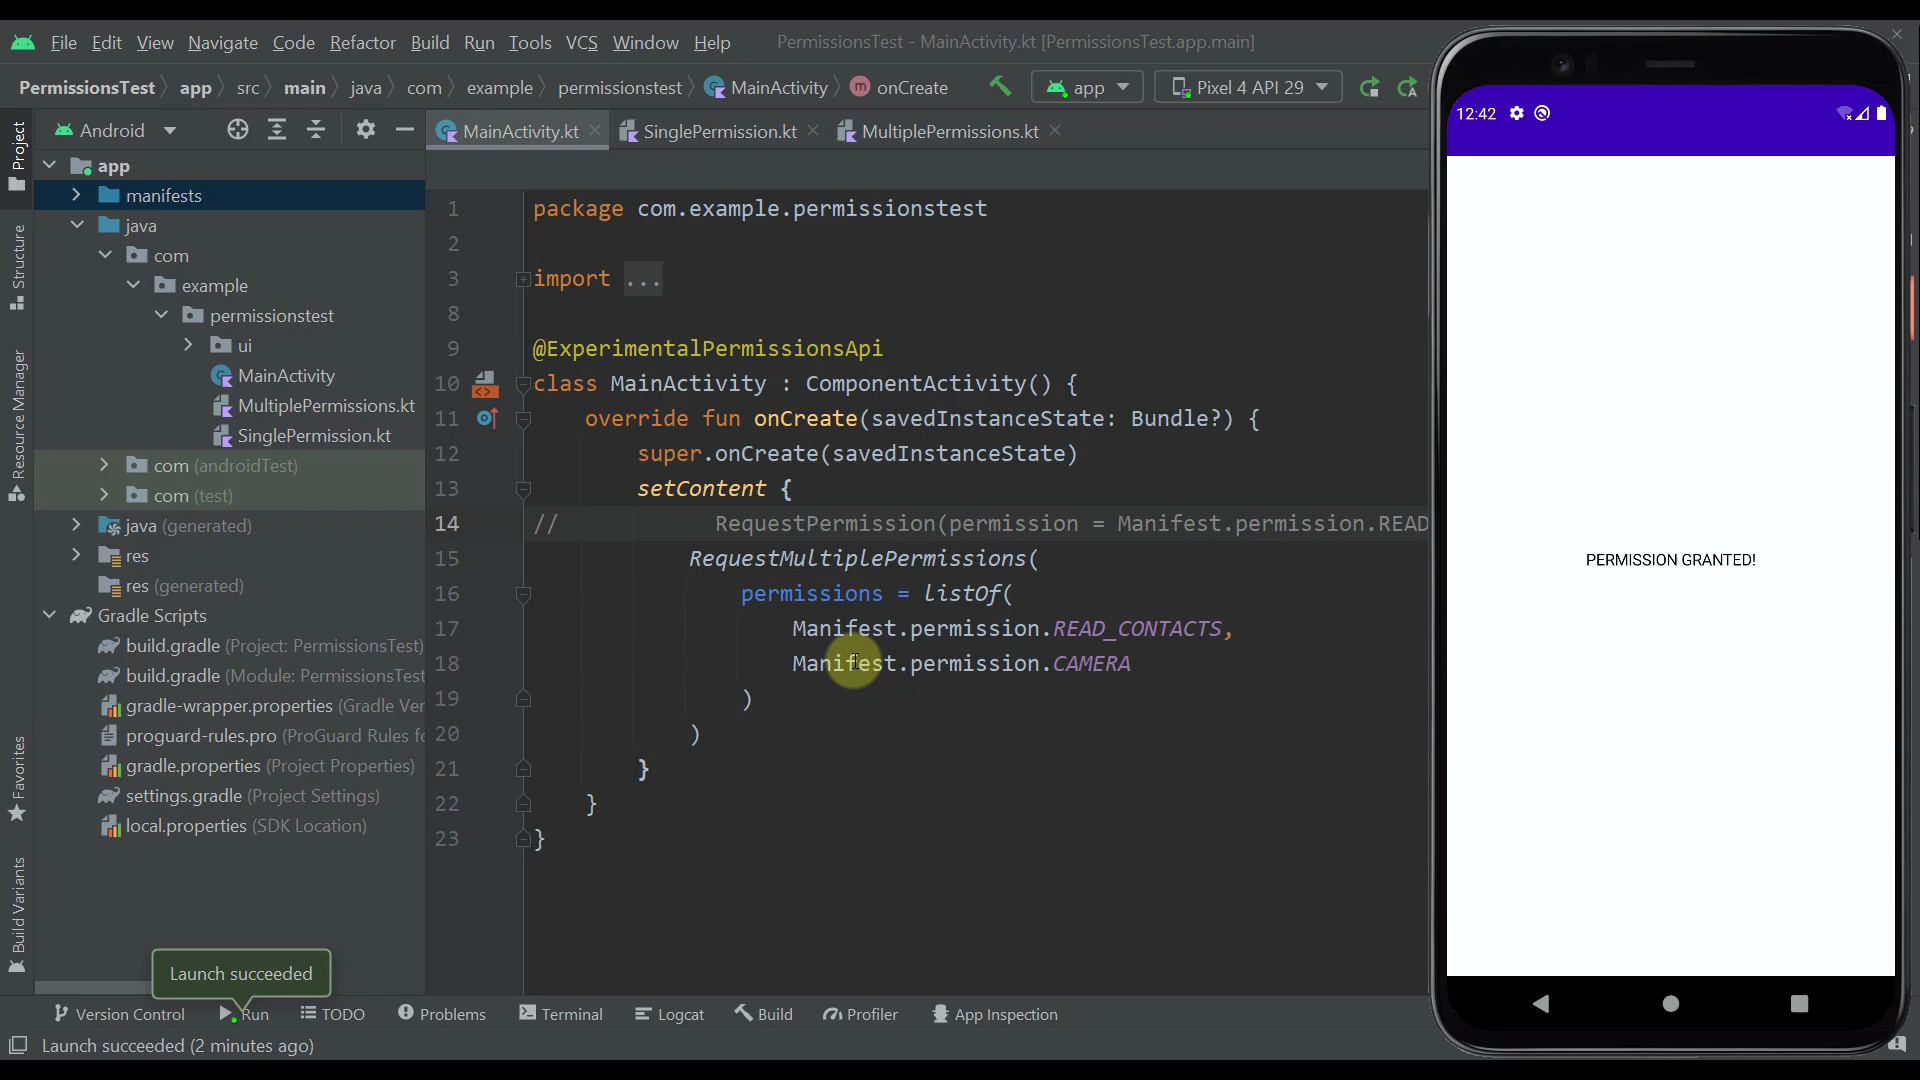 File Edit View Navigate Code Refactor Build Run Tools VCS Window Help PermissionsTest - MainActivity.kt [PermissionsTest.app.main]
PermissionsTest app src main java com example permissionstest MainActivity m onCreate app Pixel 4 API 29
Project
Structure
Resource Manager
Favorites
Build Variants
Android
app
manifests
java
com
example
permissionstest
ui
MainActivity
MultiplePermissions.kt
SinglePermission.kt
com (androidTest)
com (test)
java (generated)
res
res (generated)
Gradle Scripts
build.gradle (Project: PermissionsTest)
build.gradle (Module: PermissionsTest
gradle-wrapper.properties (Gradle Ver
proguard-rules.pro (ProGuard Rules fo
gradle.properties (Project Properties)
settings.gradle (Project Settings)
local.properties (SDK Location)
MainActivity.kt SinglePermission.kt MultiplePermissions.kt
1 package com.example.permissionstest
2
3 import ...
8
9 @ExperimentalPermissionsApi
10 class MainActivity : ComponentActivity() {
11 override fun onCreate(savedInstanceState: Bundle?) {
12 super.onCreate(savedInstanceState)
13 setContent {
14 // RequestPermission(permission = Manifest.permission.READ
15 RequestMultiplePermissions(
16 permissions = listOf(
17 Manifest.permission.READ_CONTACTS,
18 Manifest.permission.CAMERA
19 )
20 )
21 }
22 }
23 }
12:42
PERMISSION GRANTED!
Launch succeeded
Version Control Run TODO Problems Terminal Logcat Build Profiler App Inspection
Launch succeeded (2 minutes ago)